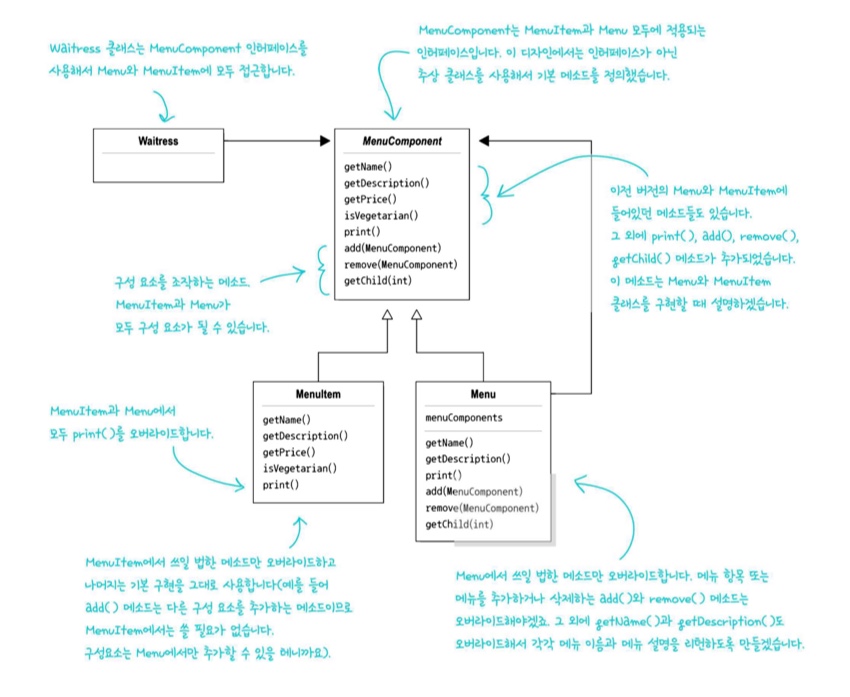 Waitress 클래스는 MenuComponent 인터페이스를
사용해서 Menu와 MenuItem에 모두 접근합니다.
MenuComponent는 MenuItem과 Menu 모두에 적용되는
인터페이스입니다. 이 디자인에서는 인터페이스가 아닌
추상 클래스를 사용해서 기본 메소드를 정의했습니다.
Waitress
MenuComponent
getName()
getDescription()
getPrice()
isVegetarian()
print()
add(MenuComponent)
remove(MenuComponent)
getChild(int)
이전 버전의 Menu와 MenuItem에
들어있던 메소드들도 있습니다.
그 외에 print(), add(), remove(),
getChild() 메소드가 추가되었습니다.
이 메소드는 Menu와 MenuItem
클래스를 구현할 때 설명하겠습니다.
구성 요소를 조작하는 메소드.
MenuItem과 Menu가
모두 구성 요소가 될 수 있습니다.
MenuItem과 Menu에서
모두 print()를 오버라이드합니다.
MenuItem
getName()
getDescription()
getPrice()
isVegetarian()
print()
Menu
menuComponents
getName()
getDescription()
print()
add(MenuComponent)
remove(MenuComponent)
getChild(int)
MenuItem에서 쓰일 법한 메소드만 오버라이드하고
나머지는 기본 구현을 그대로 사용합니다(예를 들어
add() 메소드는 다른 구성 요소를 추가하는 메소드이므로
MenuItem에서는 쓸 필요가 없습니다.
구성요소는 Menu에서만 추가할 수 있을 테니까요).
Menu에서 쓰일 법한 메소드만 오버라이드합니다. 메뉴 항목 또는
메뉴를 추가하거나 삭제하는 add()와 remove() 메소드는
오버라이드해야겠죠. 그 외에 getName()과 getDescription()도
오버라이드해서 각각 메뉴 이름과 메뉴 설명을 리턴하도록 만들겠습니다.